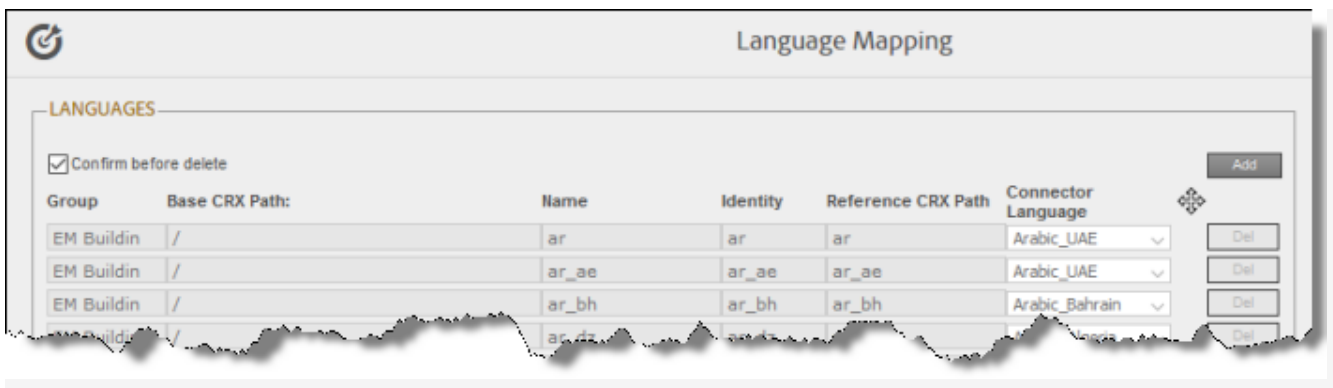 Language Mapping
LANGUAGES
Confirm before delete
Add
Group Base CRX Path: Name Identity Reference CRX Path Connector Language
EM Buildin / ar ar ar Arabic_UAE Del
EM Buildin / ar_ae ar_ae ar_ae Arabic_UAE Del
EM Buildin / ar_bh ar_bh ar_bh Arabic_Bahrain Del
/ ar_dz Del